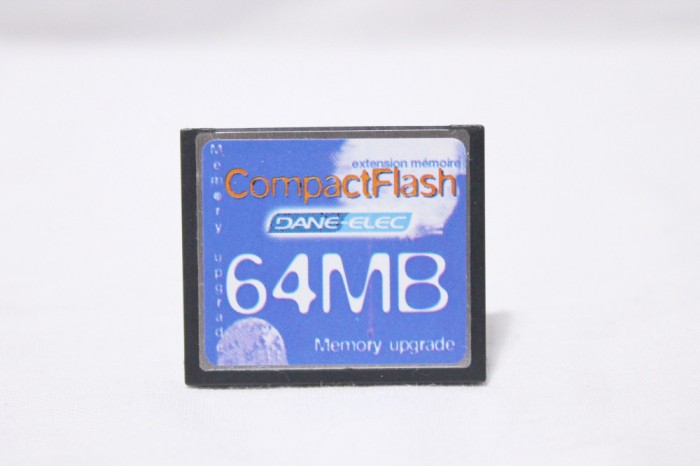 extension mémoire
CompactFlash
DANE-ELEC
64MB
Memory upgrade
Memory upgrade